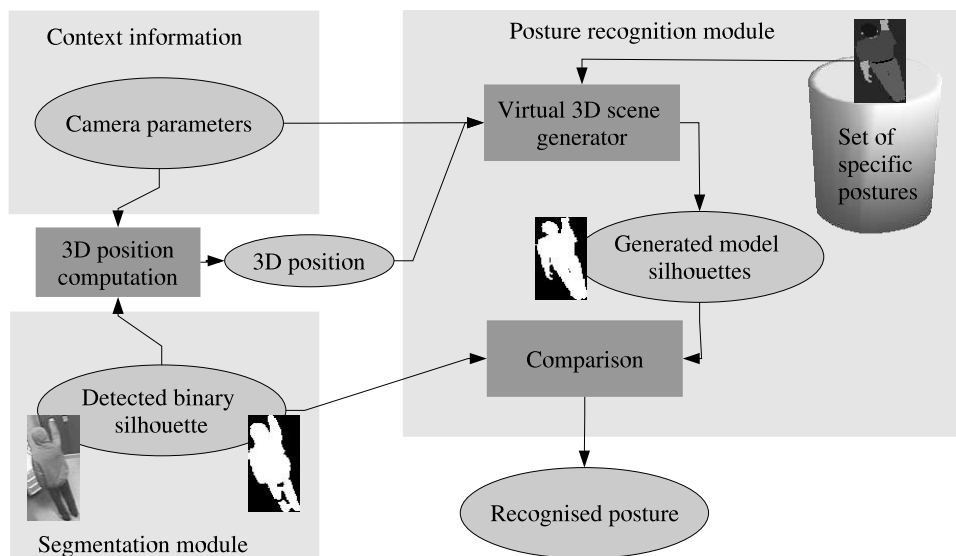 Context information
Camera parameters
3D position
computation
3D position
Posture recognition module
Virtual 3D scene
generator
Set of
specific
postures
Generated model
silhouettes
Comparison
Detected binary
silhouette
Segmentation module
Recognised posture